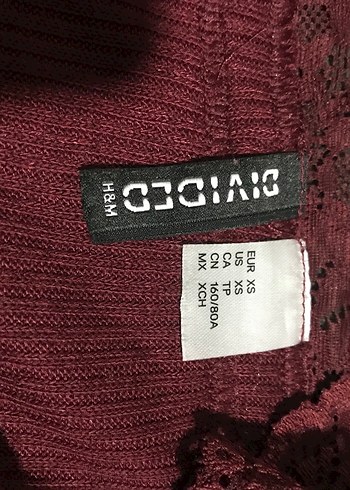 DIVIDED
H&M
EUR XS
US XS
CA TP
CN 160/80A
MX XCH